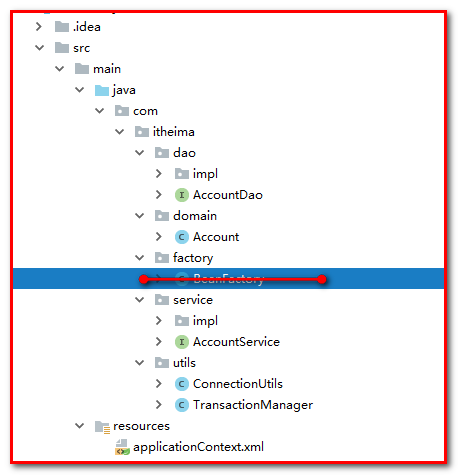 .idea
src
main
java
com
itheima
dao
impl
AccountDao
domain
Account
factory
BeanFactory
service
impl
AccountService
utils
ConnectionUtils
TransactionManager
resources
applicationContext.xml